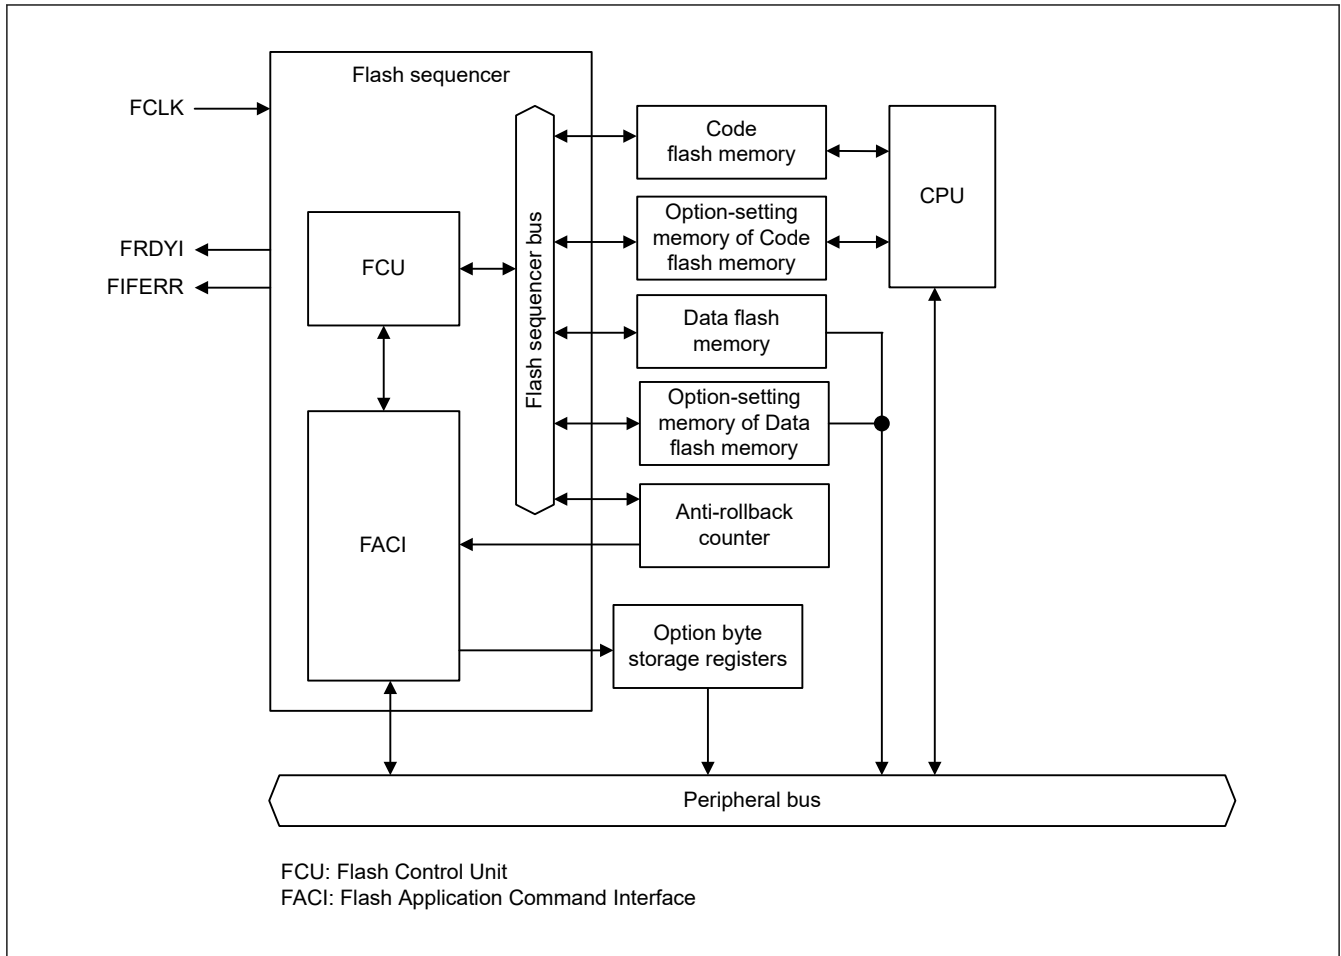 Flash sequencer
FCLK
FRDYI
FIFERR
FCU
FACI
Flash sequencer bus
Code
flash memory
Option-setting
memory of Code
flash memory
Data flash
memory
Option-setting
memory of Data
flash memory
Anti-rollback
counter
Option byte
storage registers
CPU
Peripheral bus
FCU: Flash Control Unit
FACI: Flash Application Command Interface